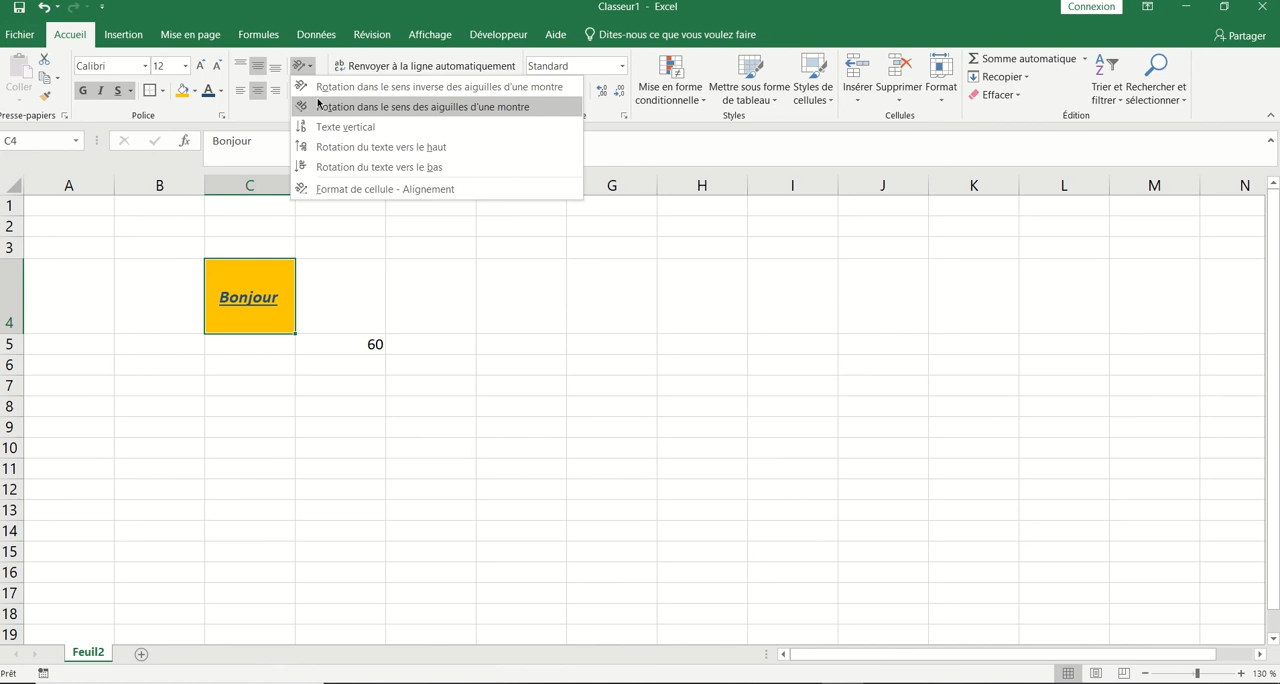 Classeur1 - Excel
Connexion
Fichier Accueil Insertion Mise en page Formules Données Révision Affichage Développeur Aide Dites-nous ce que vous voulez faire Partager
Coller Calibri 12 A A Renvoyer à la ligne automatiquement Standard
G I S A
Mise en forme conditionnelle Mettre sous forme de tableau Styles de cellules Insérer Supprimer Format
Somme automatique
Recopier
Effacer
Trier et filtrer Rechercher et sélectionner
Presse-papiers Police Styles Cellules Édition
Rotation dans le sens inverse des aiguilles d'une montre
Rotation dans le sens des aiguilles d'une montre
Texte vertical
Rotation du texte vers le haut
Rotation du texte vers le bas
Format de cellule - Alignement
C4 fx Bonjour
A B C G H I J K L M N
1
2
3
4 Bonjour
5 60
6
7
8
9
10
11
12
13
14
15
16
17
18
19
Feuil2
Prêt 130 %